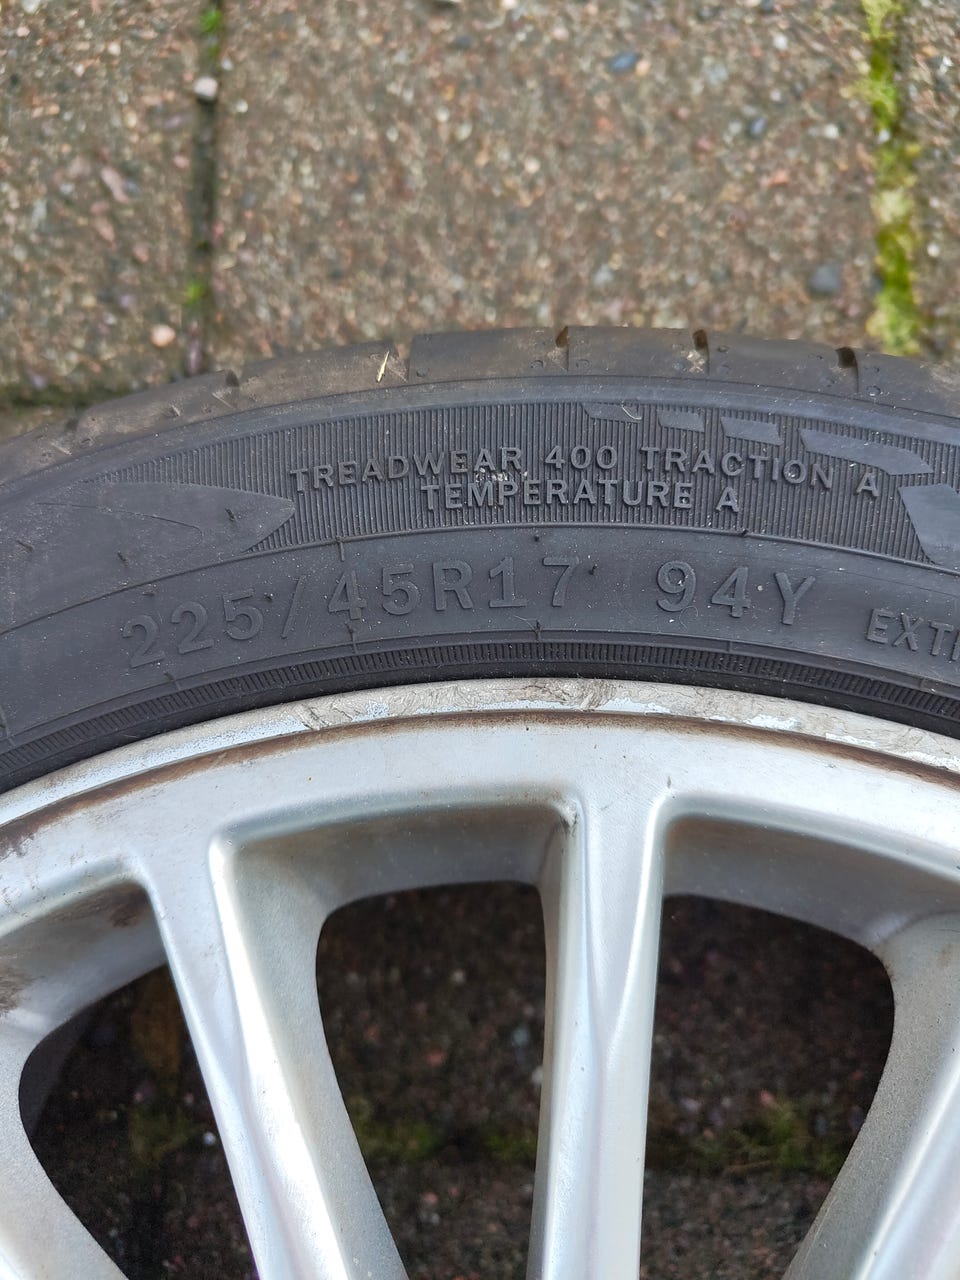 TREADWEAR 400 TRACTION A
TEMPERATURE A
225/45R17 94Y